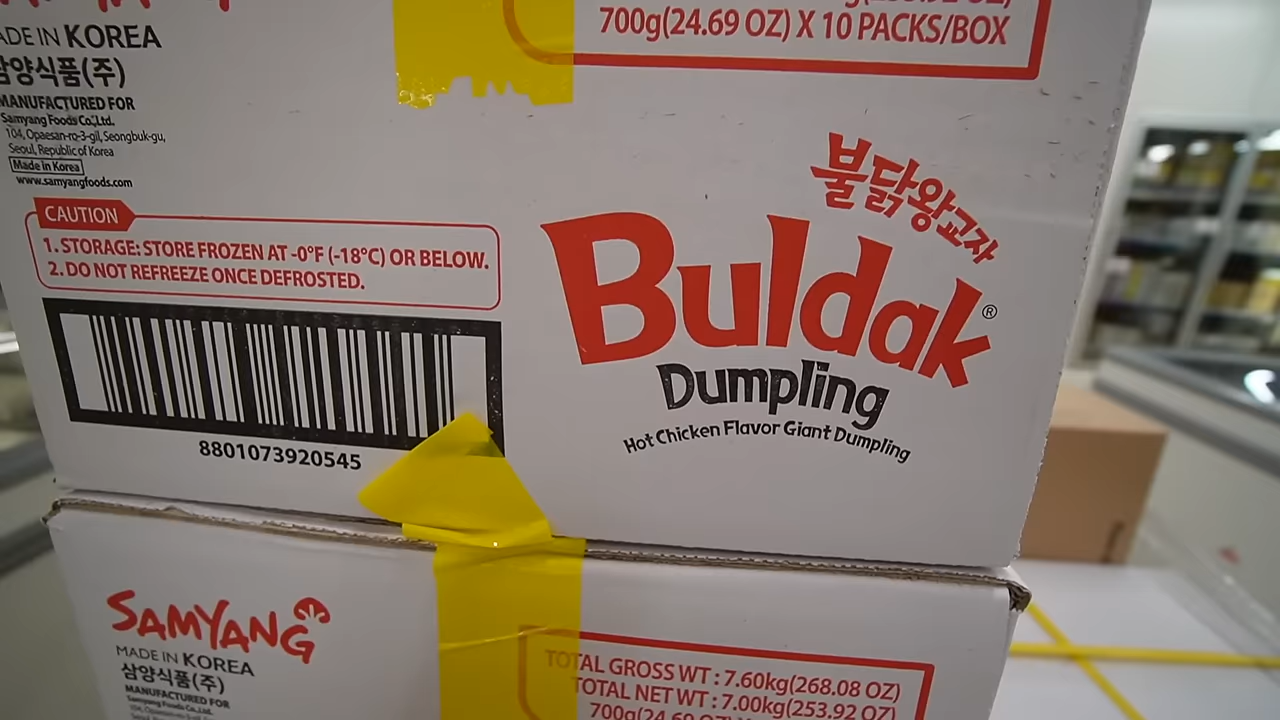 MADE IN KOREA
삼양식품(주)
MANUFACTURED FOR
Samyang Foods Co.,Ltd.
104, Opaesan-ro-3-gil, Seongbuk-gu,
Seoul, Republic of Korea
Made in Korea
www.samyangfoods.com
700g(24.69 OZ) X 10 PACKS/BOX
CAUTION
1. STORAGE: STORE FROZEN AT -0°F (-18°C) OR BELOW.
2. DO NOT REFREEZE ONCE DEFROSTED.
8801073920545
불닭왕교자
Buldak®
Dumpling
Hot Chicken Flavor Giant Dumpling
SAMYANG
MADE IN KOREA
삼양식품(주)
MANUFACTURED FOR
Samyang Foods Co.,Ltd.
TOTAL GROSS WT : 7.60kg(268.08 OZ)
TOTAL NET WT : 7.00kg(253.92 OZ)
700g(24.69 OZ)